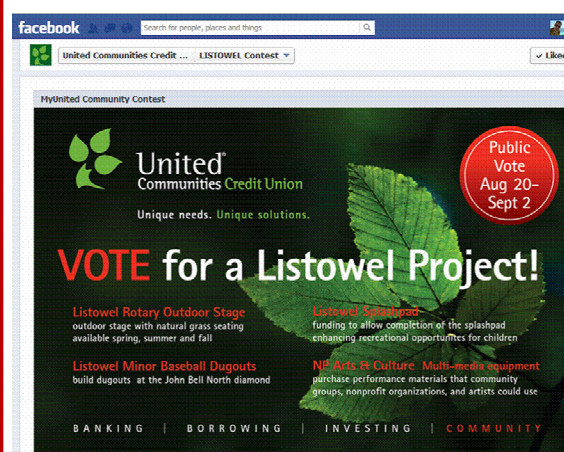 facebook
Search for people, places and things
United Communities Credit ... LISTOWEL Contest
Liked
MyUnited Community Contest
United®
Communities Credit Union
Unique needs. Unique solutions.
Public
Vote
Aug 20-
Sept 2
VOTE for a Listowel Project!
Listowel Rotary Outdoor Stage
outdoor stage with natural grass seating
available spring, summer and fall
Listowel Splashpad
funding to allow completion of the splashpad
enhancing recreational opportunites for children
Listowel Minor Baseball Dugouts
build dugouts at the John Bell North diamond
NP Arts & Culture Multi-media equipment
purchase performance materials that community
groups, nonprofit organizations, and artists could use
BANKING | BORROWING | INVESTING | COMMUNITY